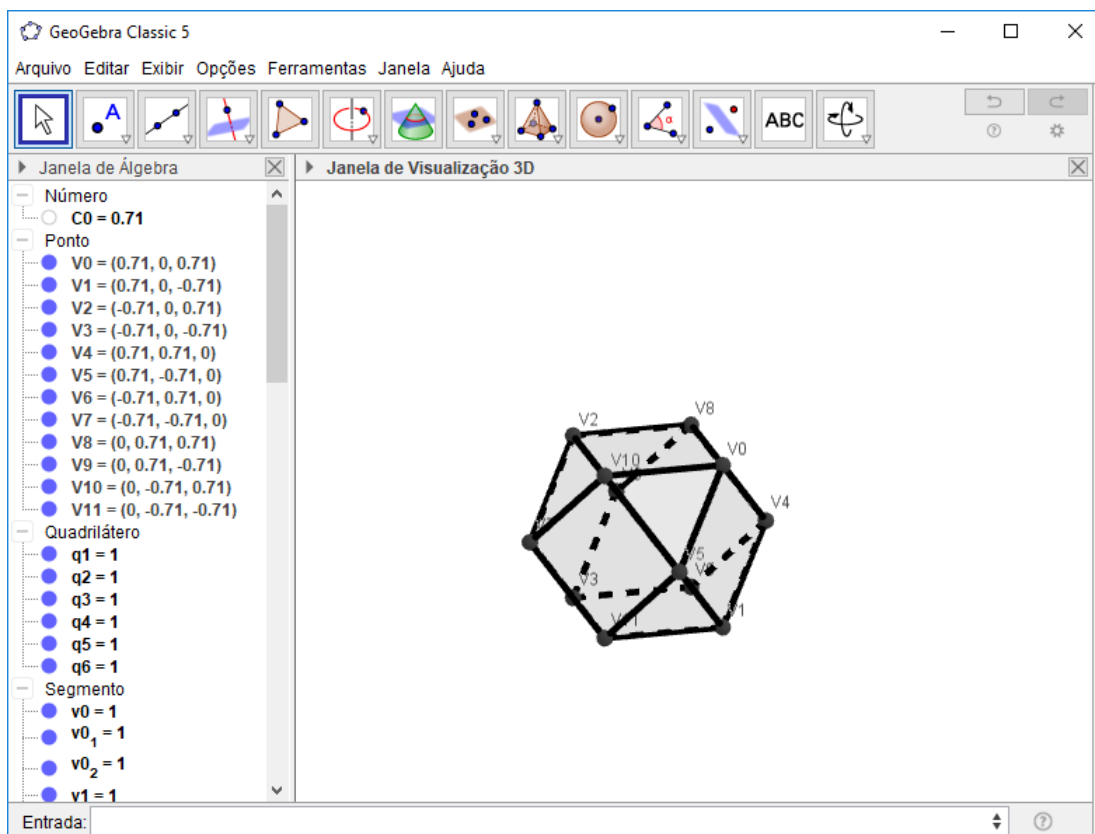 GeoGebra Classic 5
Arquivo Editar Exibir Opções Ferramentas Janela Ajuda
A
α
ABC
Janela de Álgebra
Janela de Visualização 3D
Número
C0 = 0.71
Ponto
V0 = (0.71, 0, 0.71)
V1 = (0.71, 0, -0.71)
V2 = (-0.71, 0, 0.71)
V3 = (-0.71, 0, -0.71)
V4 = (0.71, 0.71, 0)
V5 = (0.71, -0.71, 0)
V6 = (-0.71, 0.71, 0)
V7 = (-0.71, -0.71, 0)
V8 = (0, 0.71, 0.71)
V9 = (0, 0.71, -0.71)
V10 = (0, -0.71, 0.71)
V11 = (0, -0.71, -0.71)
Quadrilátero
q1 = 1
q2 = 1
q3 = 1
q4 = 1
q5 = 1
q6 = 1
Segmento
v0 = 1
v0₁ = 1
v0₂ = 1
v1 = 1
V8
V2
V0
V10
V4
V5
V3
V1
Entrada: